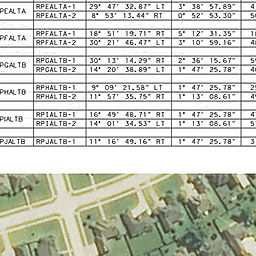 PEALTA RPEALTA-1 29° 47' 32.87" LT 3° 38' 57.89" 4
RPEALTA-2 8° 53' 13.44" RT 0° 52' 53.30"
PFALTA RPFALTA-1 18° 51' 19.71" RT 5° 12' 31.35"
RPFALTA-2 30° 21' 46.47" LT 3° 10' 59.16"
PGALTB RPGALTB-1 30° 13' 14.29" RT 2° 36' 15.67"
RPGALTB-2 14° 20' 38.89" LT 1° 47' 25.78"
PHALTB RPHALTB-1 9° 09' 21.58" LT 1° 47' 25.78"
RPHALTB-2 11° 57' 35.75" RT 1° 13' 08.61"
PIALTB RPIALTB-1 16° 49' 48.71" RT 1° 47' 25.78" 4
RPIALTB-2 14° 01' 34.53" LT 1° 13' 08.61"
PJALTB RPJALTB-1 11° 16' 49.16" RT 1° 47' 25.78" 3